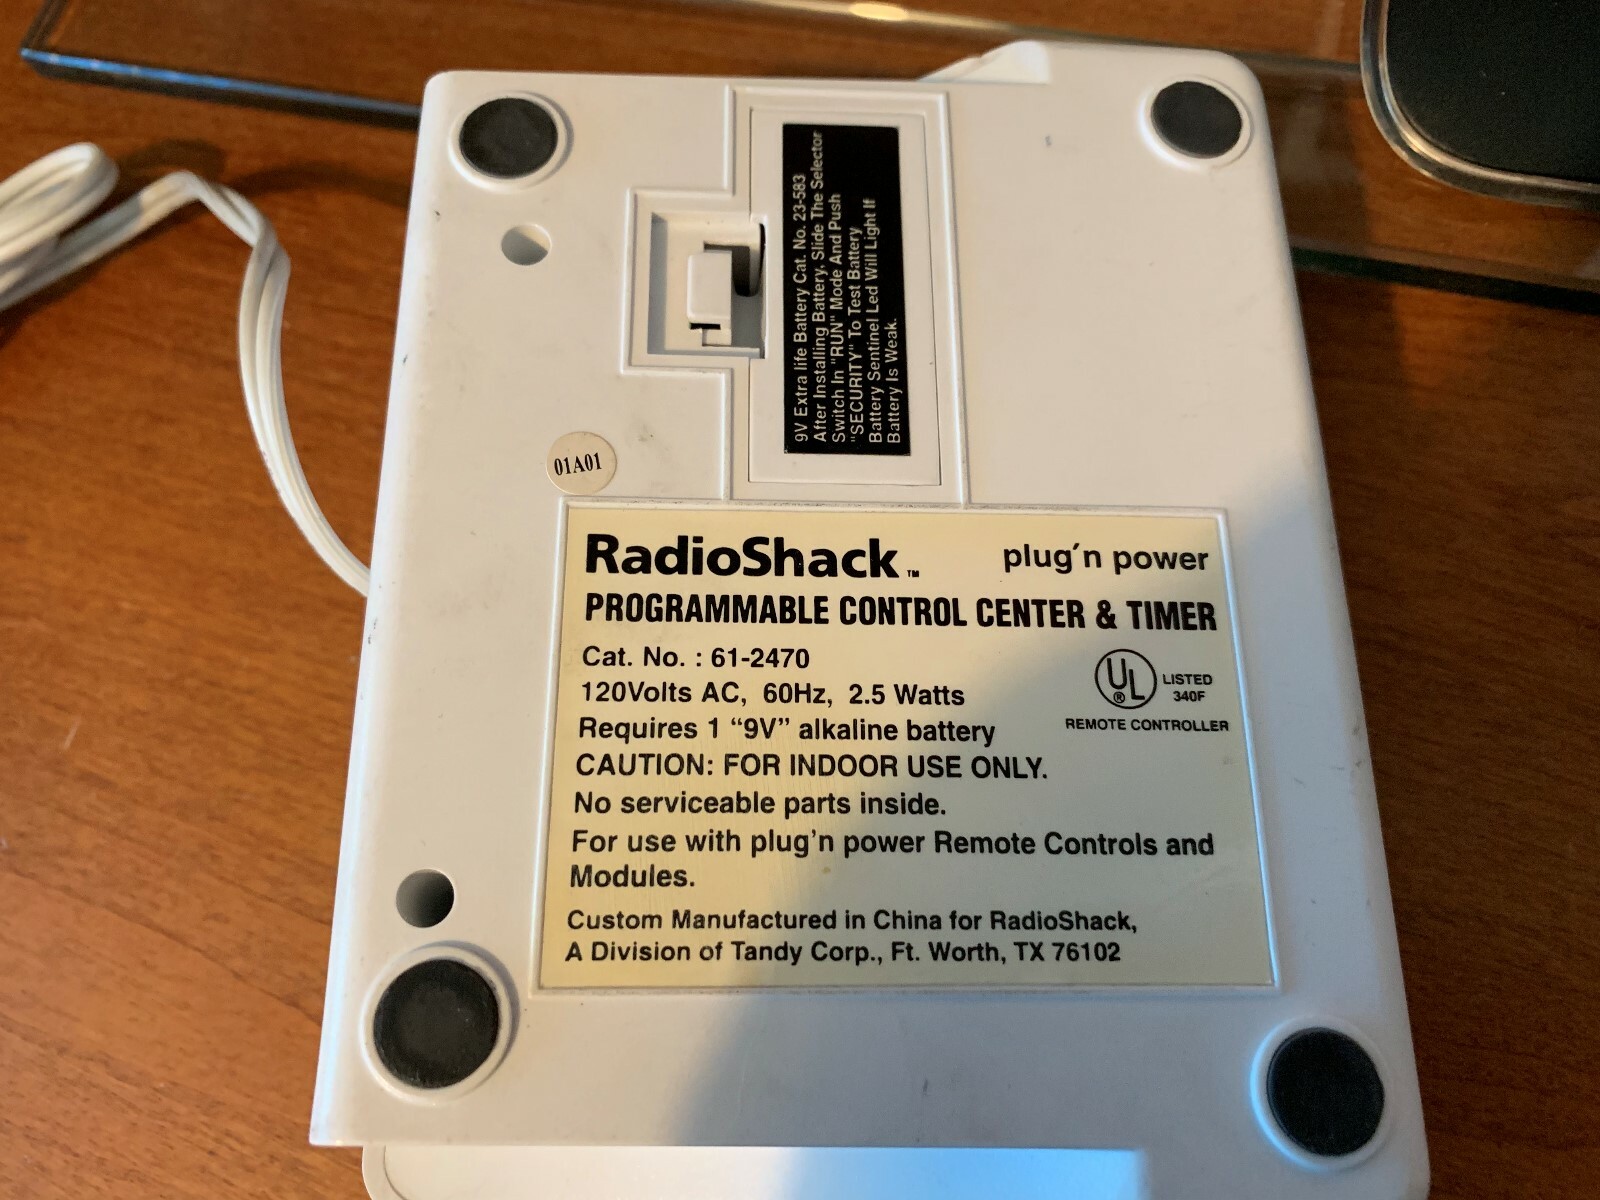 9V Extra life Battery Cat. No. 23-583
After Installing Battery, Slide The Selector
Switch In "RUN" Mode And Push
"SECURITY" To Test Battery
Battery Sentinel Led Will Light If
Battery Is Weak.
01A01
RadioShack™ plug'n power
PROGRAMMABLE CONTROL CENTER & TIMER
Cat. No. : 61-2470
120Volts AC, 60Hz, 2.5 Watts
UL ® LISTED
340F
REMOTE CONTROLLER
Requires 1 “9V” alkaline battery
CAUTION: FOR INDOOR USE ONLY.
No serviceable parts inside.
For use with plug'n power Remote Controls and
Modules.
Custom Manufactured in China for RadioShack,
A Division of Tandy Corp., Ft. Worth, TX 76102